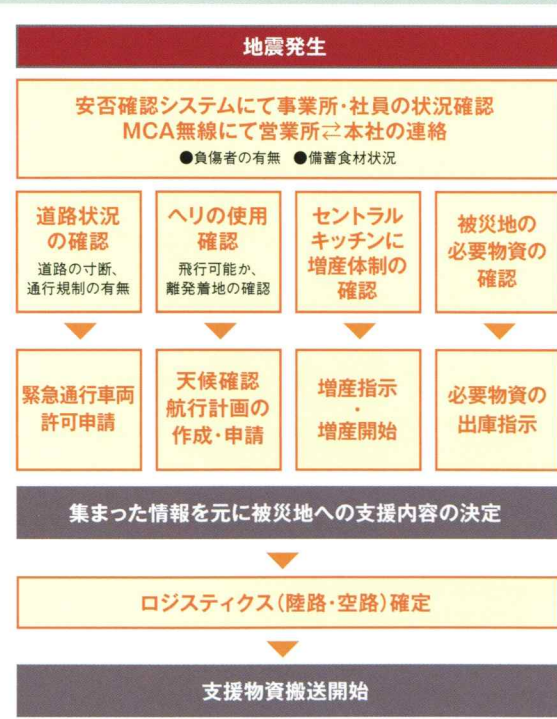 地震発生
安否確認システムにて事業所・社員の状況確認
MCA無線にて営業所⇄本社の連絡
●負傷者の有無 ●備蓄食材状況
道路状況
の確認
道路の寸断、
通行規制の有無
ヘリの使用
確認
飛行可能か、
離発着地の確認
セントラル
キッチンに
増産体制の
確認
被災地の
必要物資の
確認
緊急通行車両
許可申請
天候確認
航行計画の
作成・申請
増産指示
・
増産開始
必要物資の
出庫指示
集まった情報を元に被災地への支援内容の決定
ロジスティクス(陸路・空路)確定
支援物資搬送開始